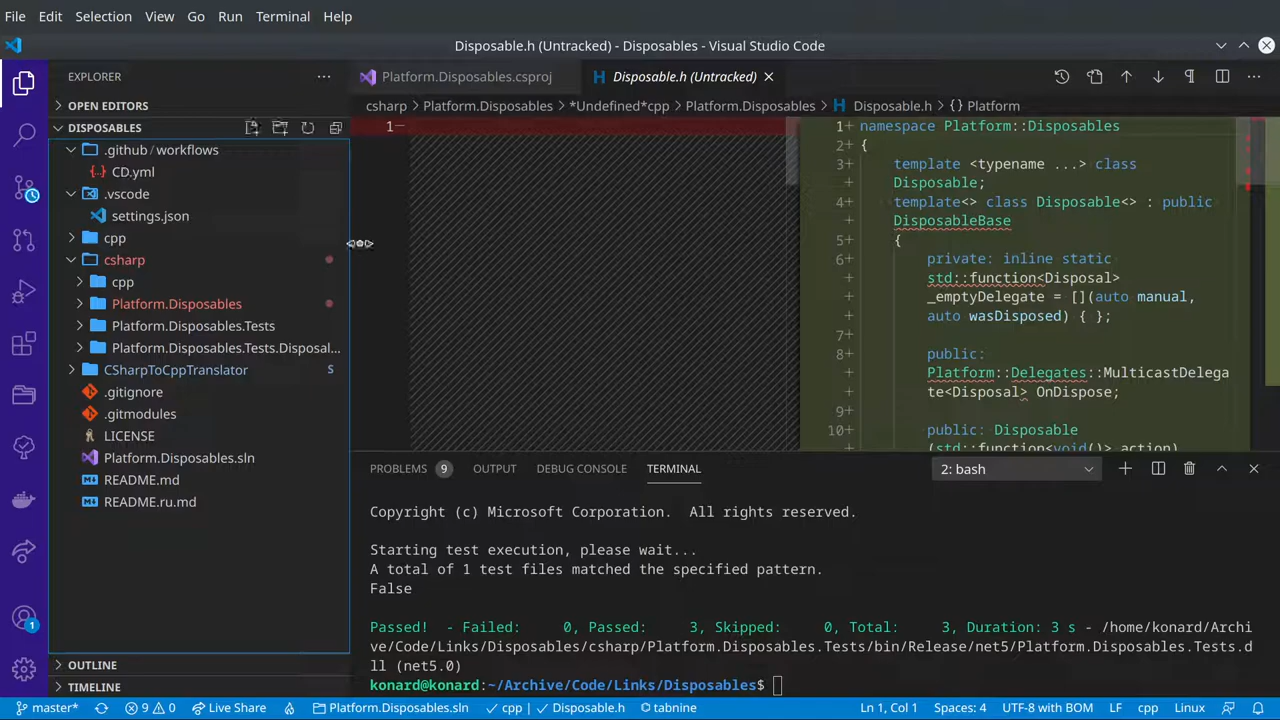 File Edit Selection View Go Run Terminal Help
Disposable.h (Untracked) - Disposables - Visual Studio Code
EXPLORER
OPEN EDITORS
DISPOSABLES
.github/workflows
CD.yml
.vscode
settings.json
cpp
csharp
cpp
Platform.Disposables
Platform.Disposables.Tests
Platform.Disposables.Tests.Disposal...
CSharpToCppTranslator S
.gitignore
.gitmodules
LICENSE
Platform.Disposables.sln
README.md
README.ru.md
OUTLINE
TIMELINE
1
Platform.Disposables.csproj Disposable.h (Untracked)
csharp Platform.Disposables *Undefined*cpp Platform.Disposables Disposable.h {} Platform
1−
1+ namespace Platform::Disposables
2+ {
3+ template <typename ...> class
+ Disposable;
4+ template<> class Disposable<> : public
+ DisposableBase
5+ {
6+ private: inline static
+ std::function<Disposal>
+ _emptyDelegate = [](auto manual,
+ auto wasDisposed) { };
7+
8+ public:
+ Platform::Delegates::MulticastDelega
+ te<Disposal> OnDispose;
9+
10+ public: Disposable
(std::function<void()> action)
PROBLEMS 9 OUTPUT DEBUG CONSOLE TERMINAL 2: bash
Copyright (c) Microsoft Corporation. All rights reserved.
Starting test execution, please wait...
A total of 1 test files matched the specified pattern.
False
Passed! - Failed: 0, Passed: 3, Skipped: 0, Total: 3, Duration: 3 s - /home/konard/Archi
ve/Code/Links/Disposables/csharp/Platform.Disposables.Tests/bin/Release/net5/Platform.Disposables.Tests.d
ll (net5.0)
konard@konard:~/Archive/Code/Links/Disposables$
master* 9 0 Live Share Platform.Disposables.sln cpp Disposable.h tabnine Ln 1, Col 1 Spaces: 4 UTF-8 with BOM LF cpp Linux